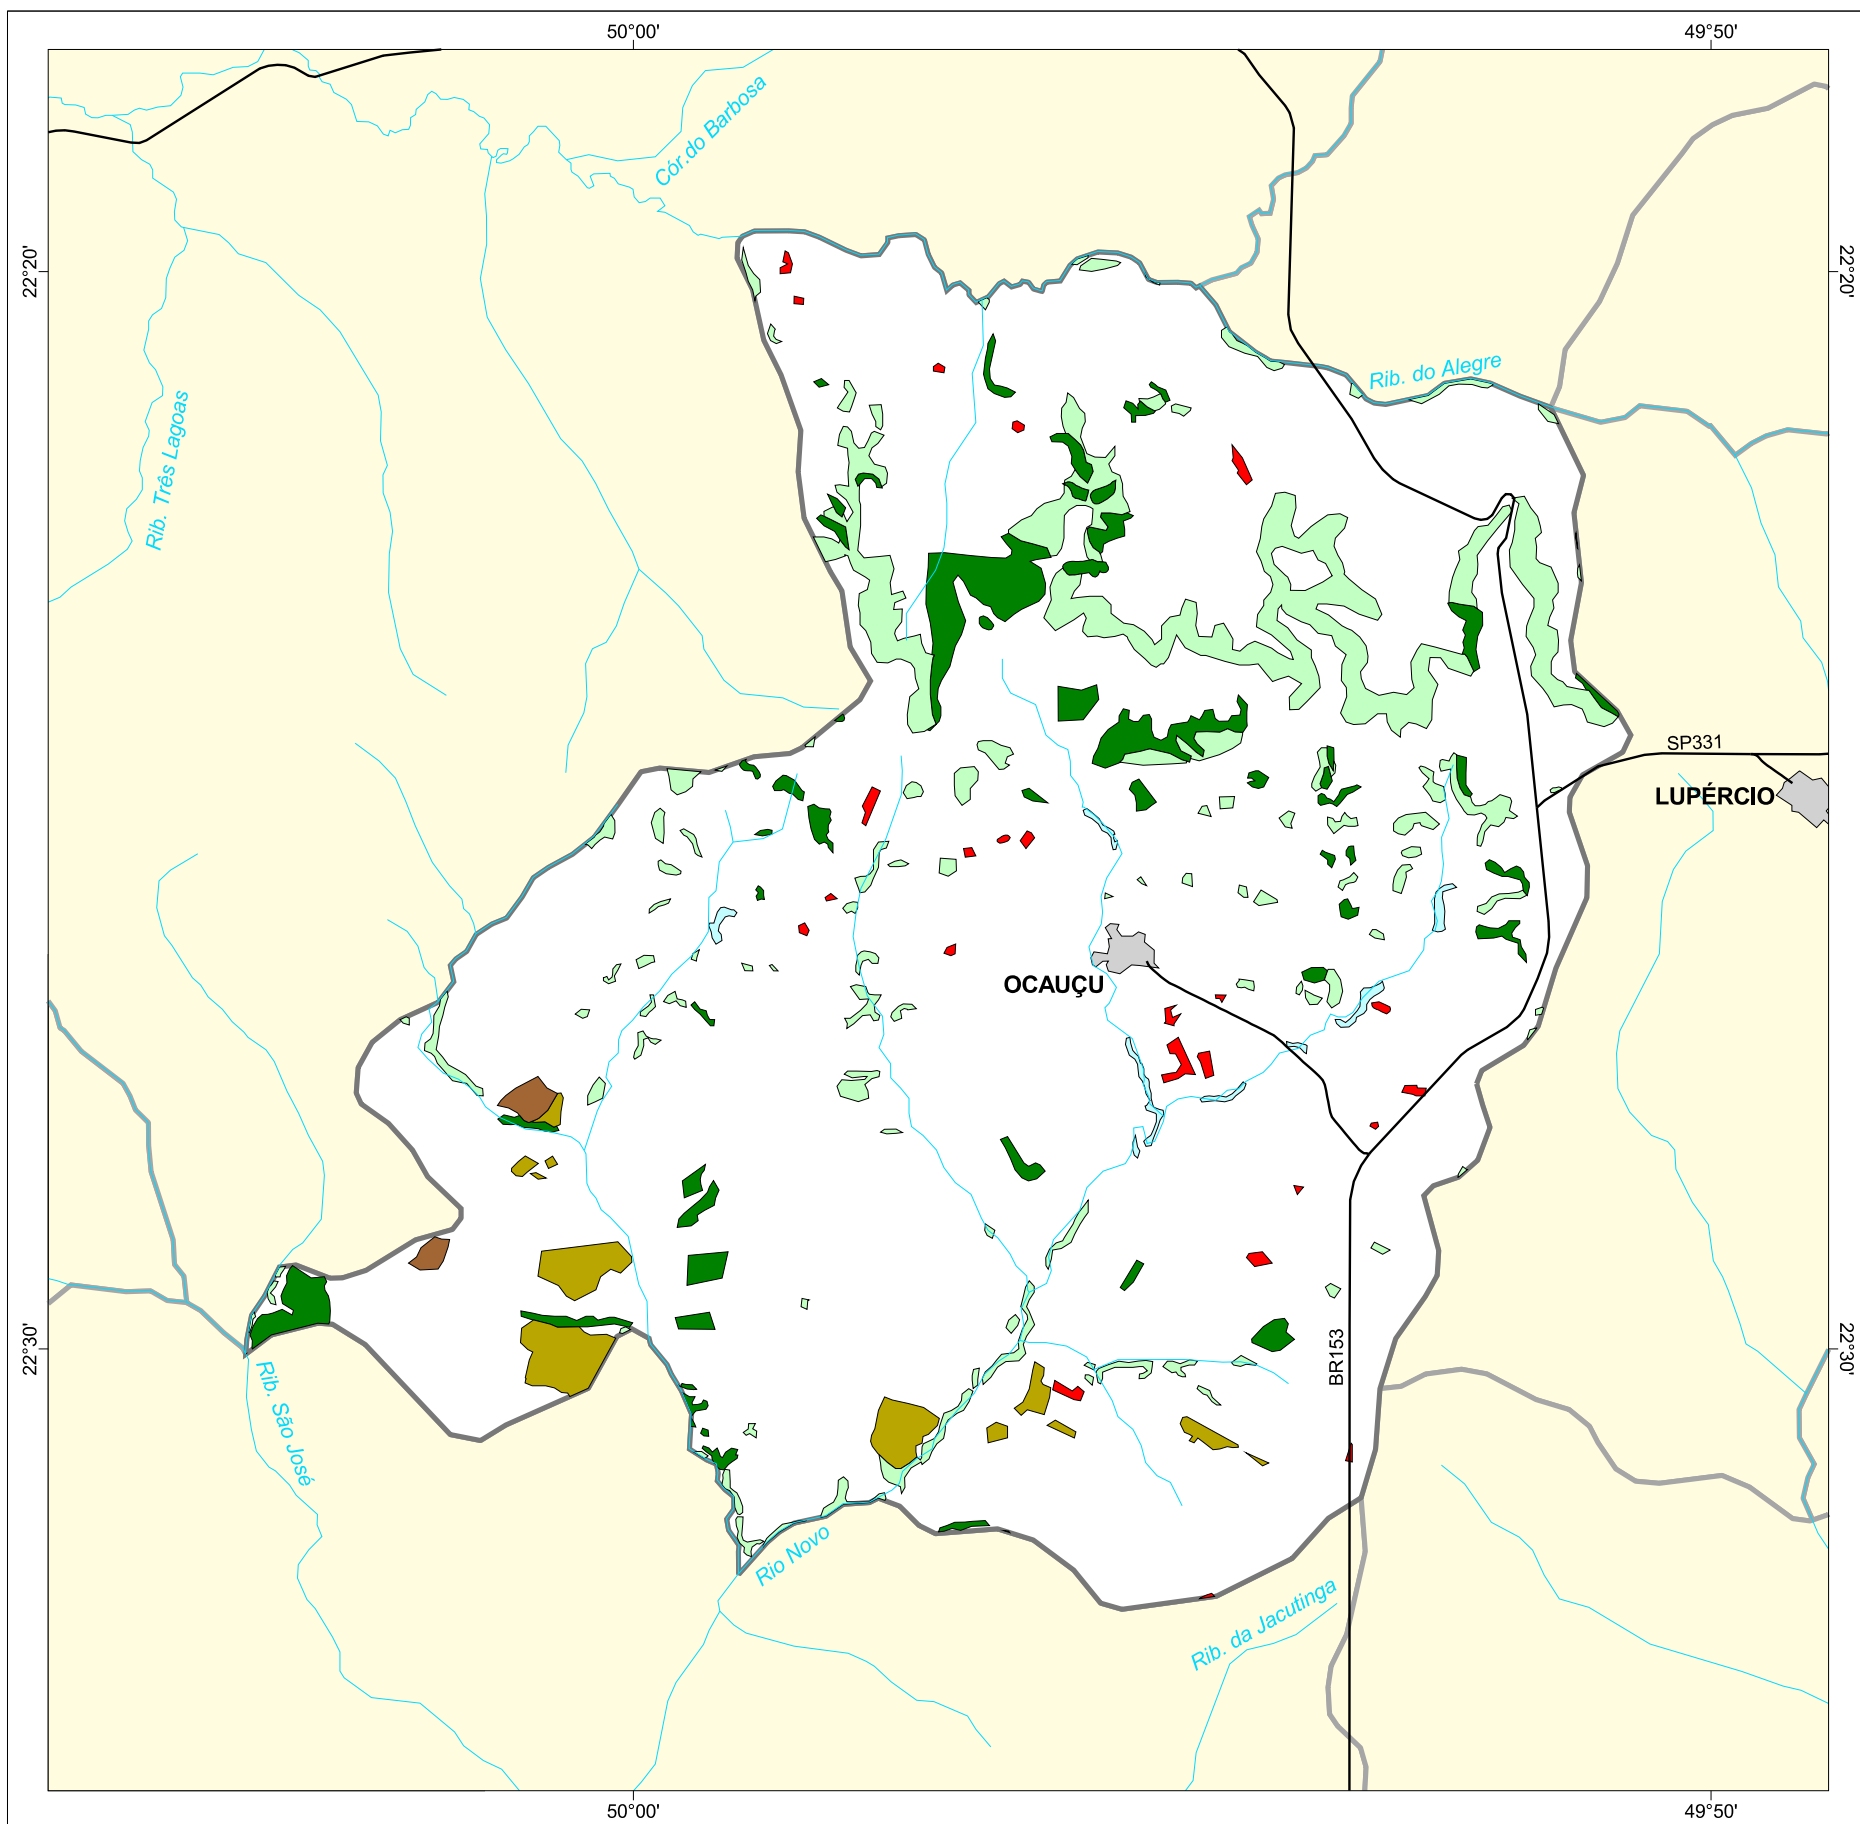 50°00'
49°50'
Cór.do Barbosa
22°20'
22°20'
Rib. do Alegre
Rib. Três Lagoas
SP331
LUPÉRCIO
OCAUÇU
22°30'
BR153
22°30'
Rib. São José
Rio Novo
Rib. da Jacutinga
50°00'
49°50'